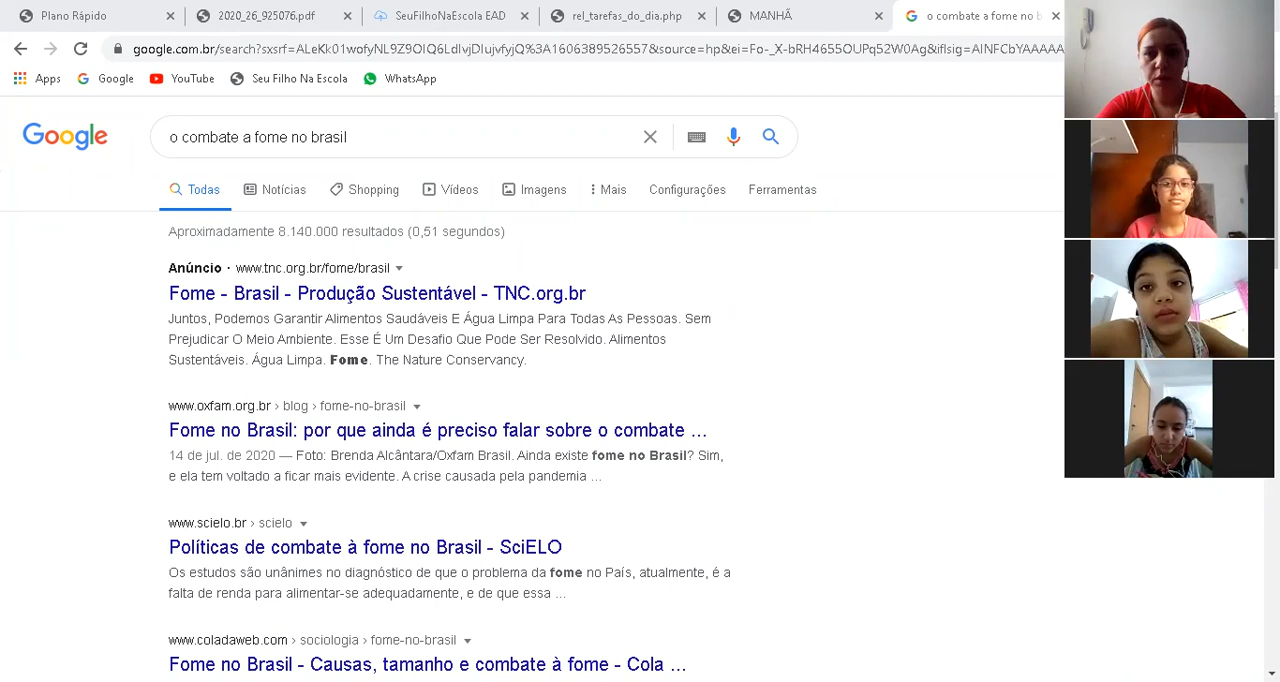 Plano Rápido
2020_26_925076.pdf
SeuFilhoNaEscola EAD
rel_tarefas_do_dia.php
MANHÃ
o combate a fome no b
google.com.br/search?sxsrf=ALeKk01wofyNL9Z9OIQ6LdIvjDIujvfyjQ%3A1606389526557&source=hp&ei=Fo-_X-bRH4655OUPq52W0Ag&iflsig=AINFCbYAAAAA
Apps
Google
YouTube
Seu Filho Na Escola
WhatsApp
Google
o combate a fome no brasil
Todas
Notícias
Shopping
Vídeos
Imagens
Mais
Configurações
Ferramentas
Aproximadamente 8.140.000 resultados (0,51 segundos)
Anúncio · www.tnc.org.br/fome/brasil
Fome - Brasil - Produção Sustentável - TNC.org.br
Juntos, Podemos Garantir Alimentos Saudáveis E Água Limpa Para Todas As Pessoas. Sem
Prejudicar O Meio Ambiente. Esse É Um Desafio Que Pode Ser Resolvido. Alimentos
Sustentáveis. Água Limpa. Fome. The Nature Conservancy.
www.oxfam.org.br › blog › fome-no-brasil
Fome no Brasil: por que ainda é preciso falar sobre o combate ...
14 de jul. de 2020 — Foto: Brenda Alcântara/Oxfam Brasil. Ainda existe fome no Brasil? Sim,
e ela tem voltado a ficar mais evidente. A crise causada pela pandemia ...
www.scielo.br › scielo
Políticas de combate à fome no Brasil - SciELO
Os estudos são unânimes no diagnóstico de que o problema da fome no País, atualmente, é a
falta de renda para alimentar-se adequadamente, e de que essa ...
www.coladaweb.com › sociologia › fome-no-brasil
Fome no Brasil - Causas, tamanho e combate à fome - Cola ...